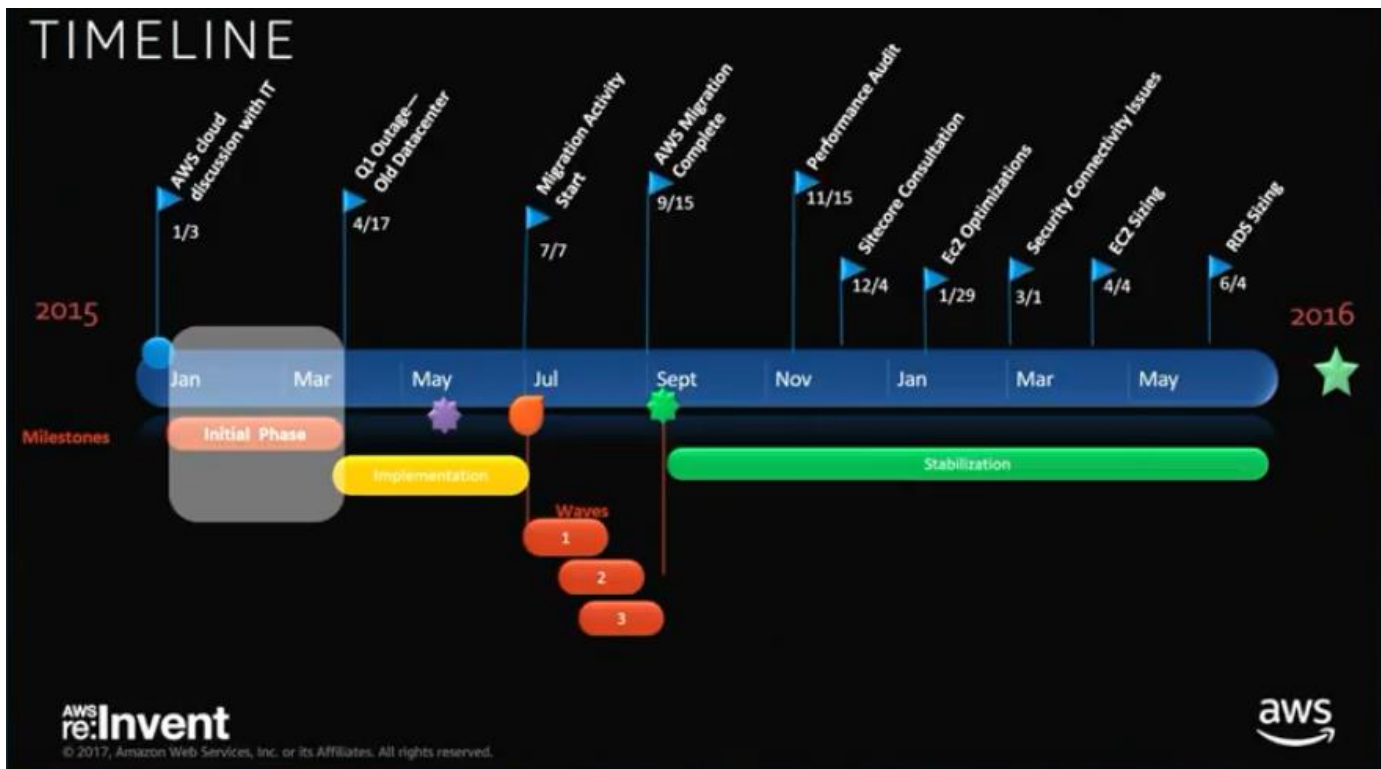 TIMELINE
AWS cloud
discussion with IT
1/3
Q1 Outage—
Old Datacenter
4/17
Migration Activity
Start
7/7
AWS Migration
Complete
9/15
Performance Audit
11/15
Sitecore Consultation
12/4
Ec2 Optimizations
1/29
Security Connectivity Issues
3/1
EC2 Sizing
4/4
RDS Sizing
6/4
2015
2016
Jan Mar May Jul Sept Nov Jan Mar May
Milestones
Initial Phase
Implementation
Stabilization
Waves
1
2
3
AWS
re:Invent
© 2017, Amazon Web Services, Inc. or its Affiliates. All rights reserved.
aws